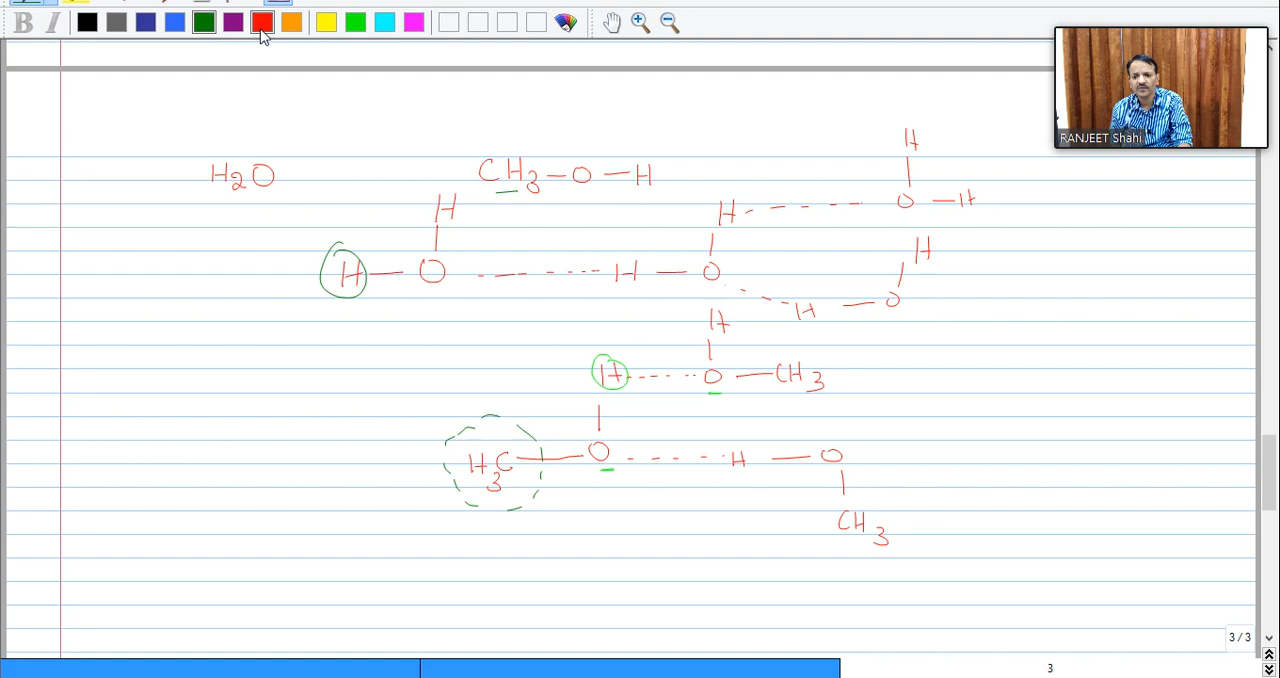 B I
RANJEET Shahi
H
H2O CH3-O-H
H H ------ O-H
H
H-O ------ H-O
H-O
H
H ------ O-CH3
H3C-O ------ H-O
CH3
3/3
3